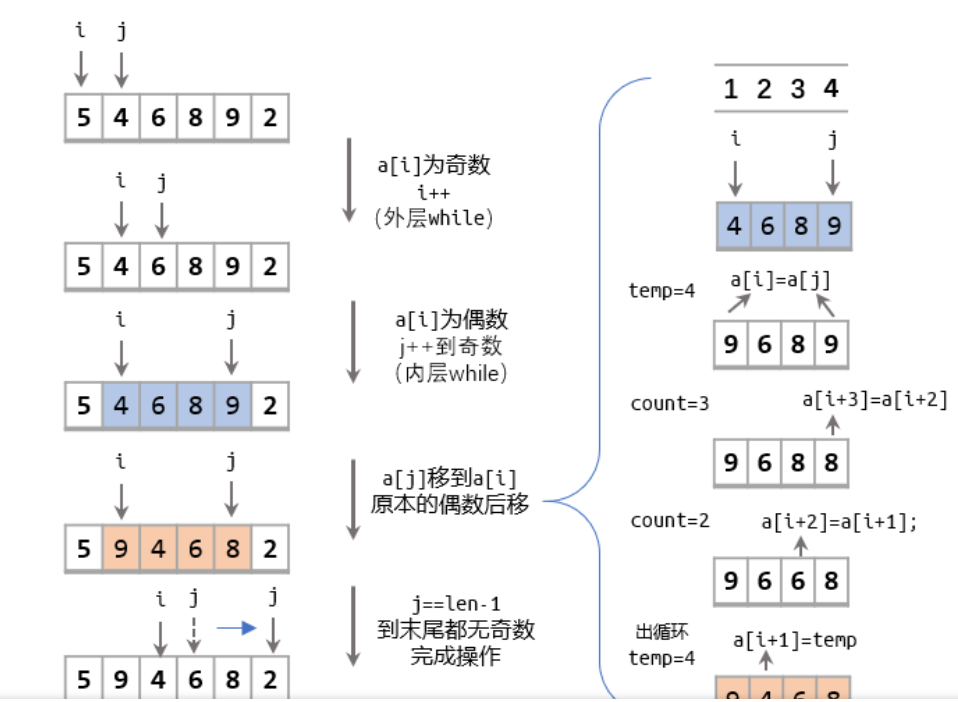 i j
5 4 6 8 9 2
a[i]为奇数
i++
(外层while)
i j
5 4 6 8 9 2
a[i]为偶数
j++到奇数
(内层while)
i j
5 4 6 8 9 2
a[j]移到a[i]
原本的偶数后移
i j
5 9 4 6 8 2
j==len-1
到末尾都无奇数
完成操作
i j j
5 9 4 6 8 2
1 2 3 4
i j
4 6 8 9
temp=4
a[i]=a[j]
9 6 8 9
count=3
a[i+3]=a[i+2]
9 6 8 8
count=2
a[i+2]=a[i+1];
9 6 6 8
出循环
temp=4
a[i+1]=temp
9 4 6 8